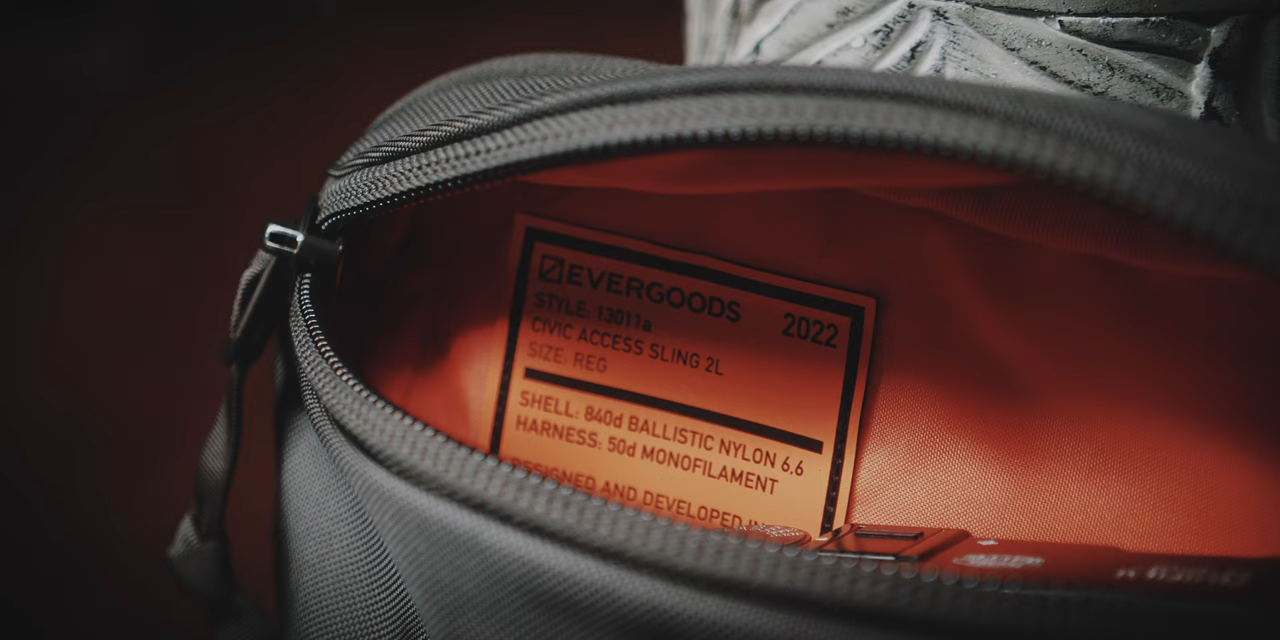 EVERGOODS
2022
STYLE: 13011a
CIVIC ACCESS SLING 2L
SIZE: REG
SHELL: 840d BALLISTIC NYLON 6.6
HARNESS: 50d MONOFILAMENT
DESIGNED AND DEVELOPED IN